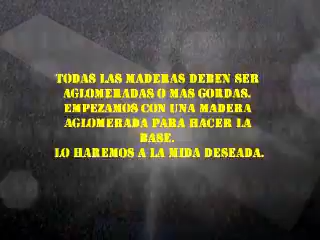 TODAS LAS MADERAS DEBEN SER
AGLOMERADAS O MAS GORDAS.
EMPEZAMOS CON UNA MADERA
AGLOMERADA PARA HACER LA
BASE.
LO HAREMOS A LA MIDA DESEADA.